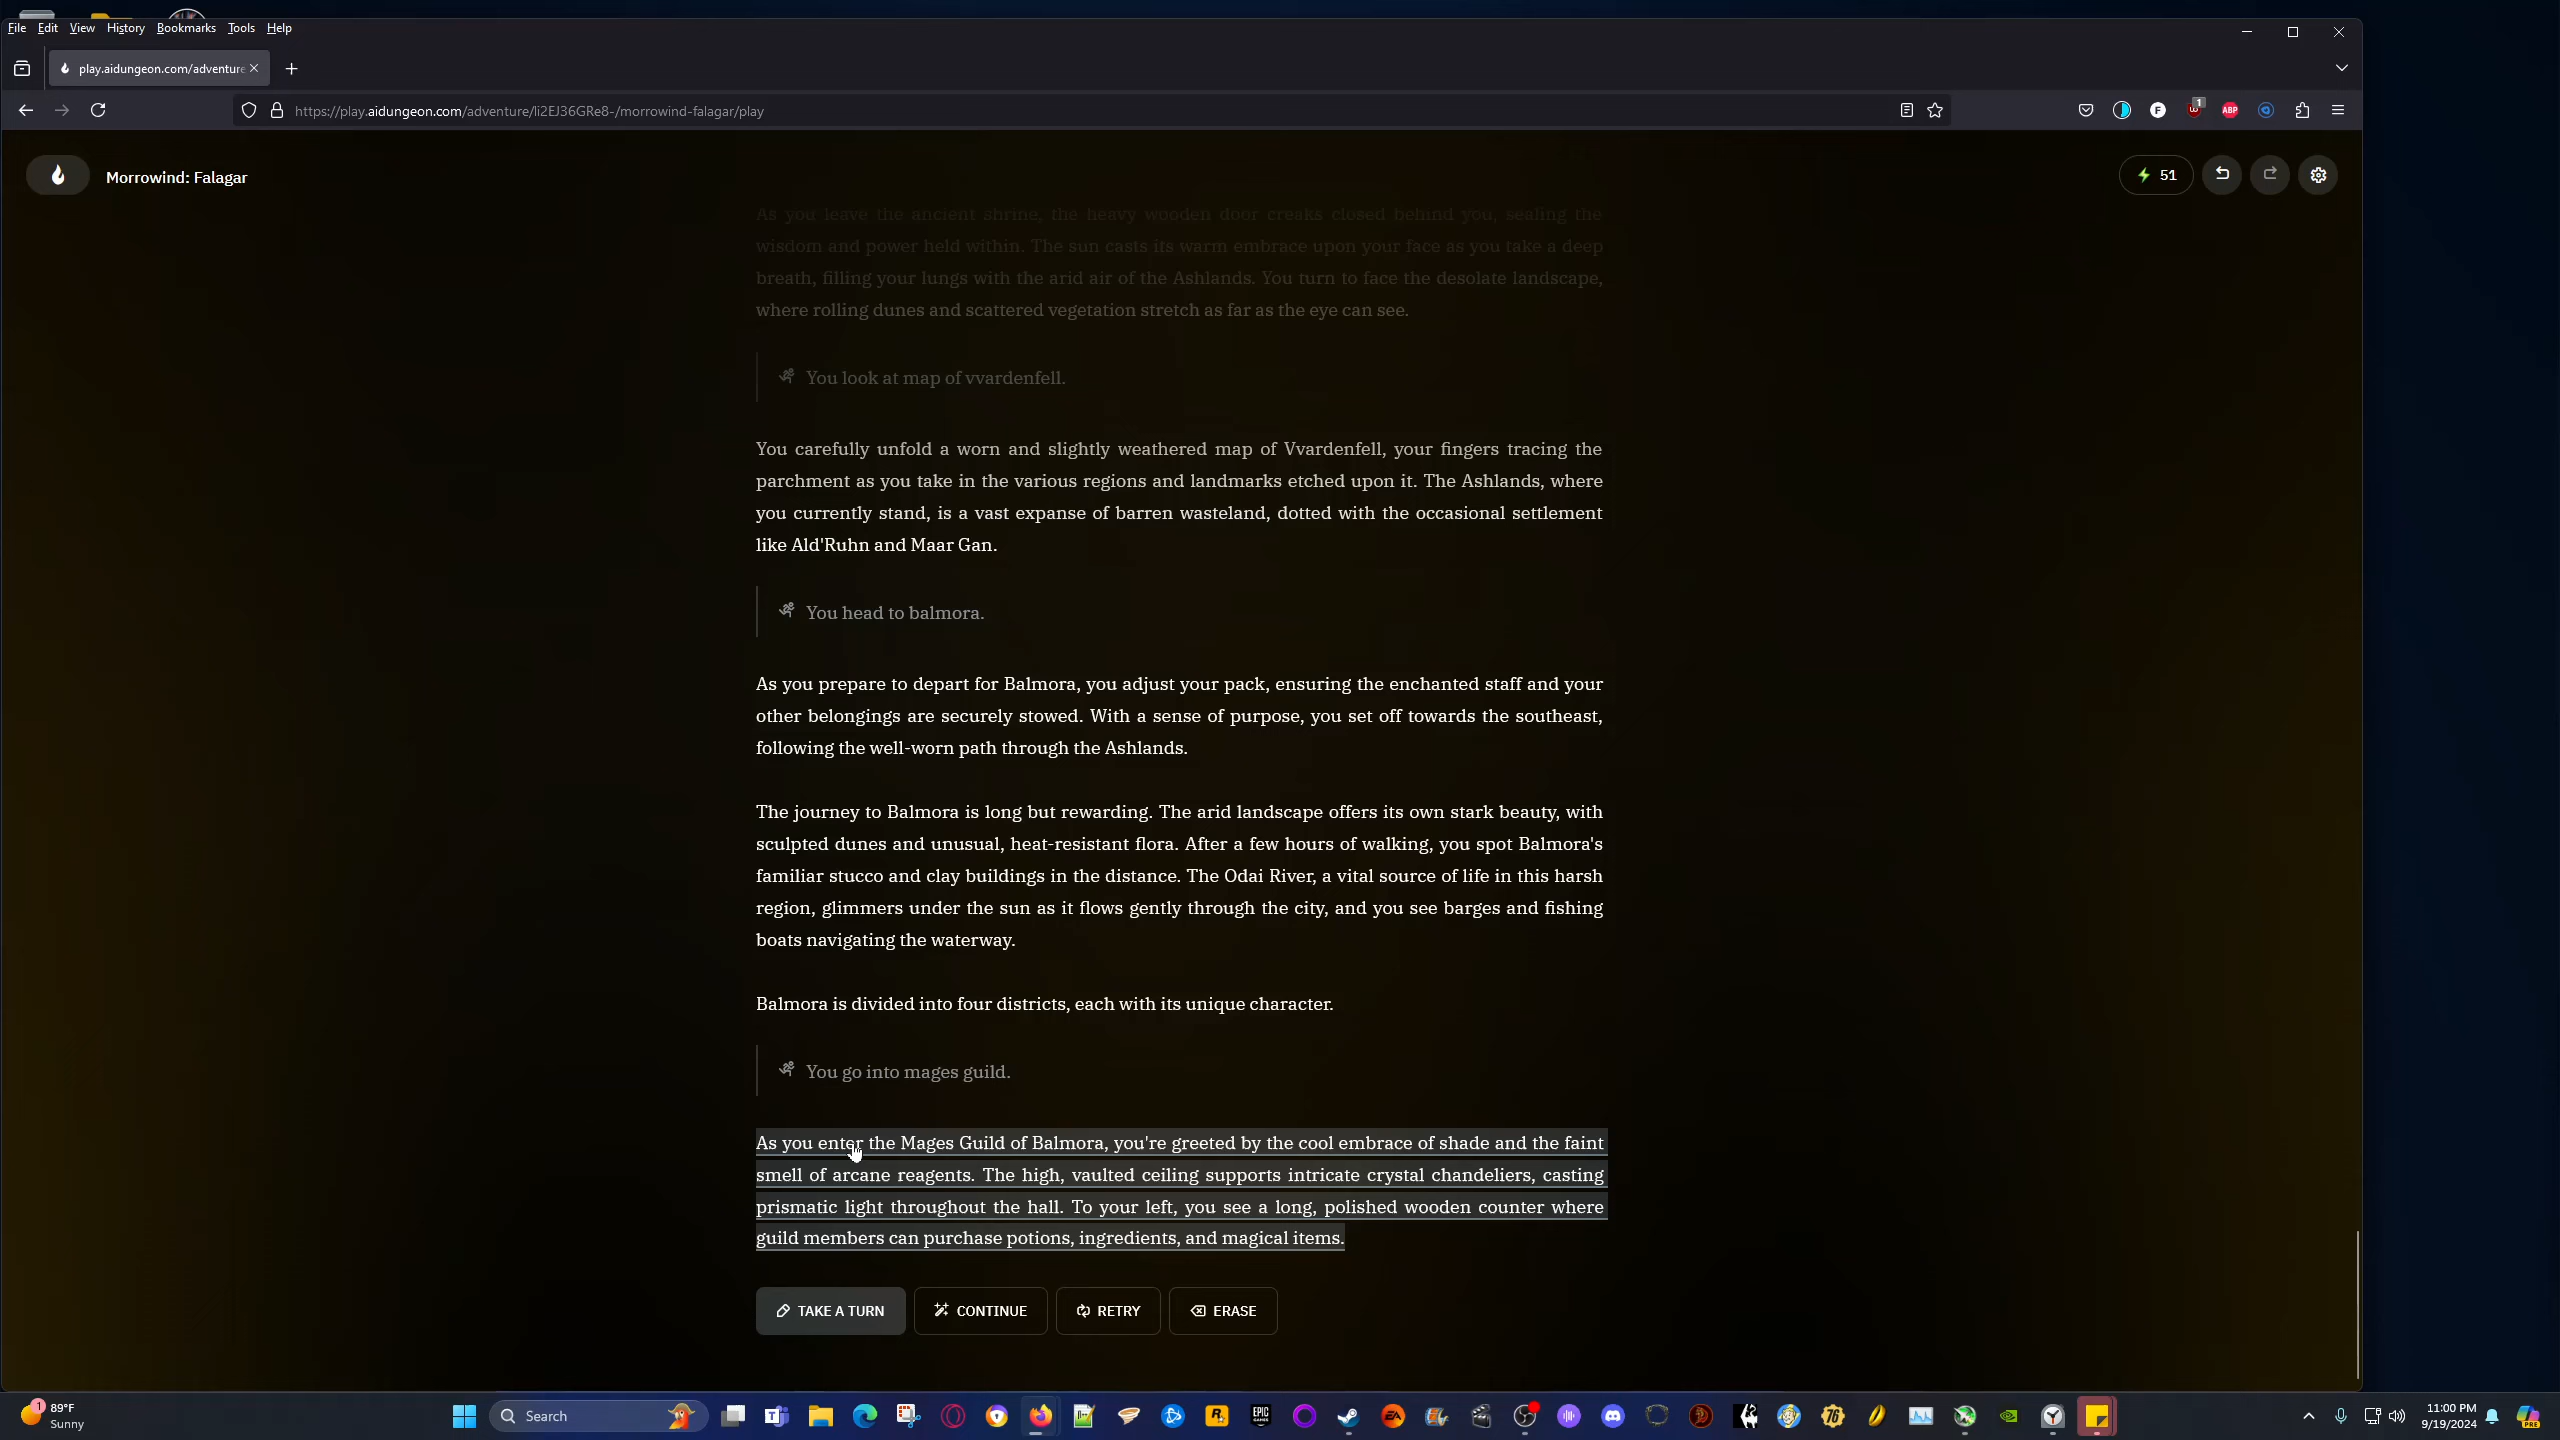 File Edit View History Bookmarks Tools Help
play.aidungeon.com/adventure
https://play.aidungeon.com/adventure/li2EJ36GRe8-/morrowind-falagar/play
1
ABP
Morrowind: Falagar
51
As you leave the ancient shrine, the heavy wooden door creaks closed behind you, sealing the
wisdom and power held within. The sun casts its warm embrace upon your face as you take a deep
breath, filling your lungs with the arid air of the Ashlands. You turn to face the desolate landscape,
where rolling dunes and scattered vegetation stretch as far as the eye can see.
You look at map of vvardenfell.
You carefully unfold a worn and slightly weathered map of Vvardenfell, your fingers tracing the
parchment as you take in the various regions and landmarks etched upon it. The Ashlands, where
you currently stand, is a vast expanse of barren wasteland, dotted with the occasional settlement
like Ald'Ruhn and Maar Gan.
You head to balmora.
As you prepare to depart for Balmora, you adjust your pack, ensuring the enchanted staff and your
other belongings are securely stowed. With a sense of purpose, you set off towards the southeast,
following the well-worn path through the Ashlands.
The journey to Balmora is long but rewarding. The arid landscape offers its own stark beauty, with
sculpted dunes and unusual, heat-resistant flora. After a few hours of walking, you spot Balmora's
familiar stucco and clay buildings in the distance. The Odai River, a vital source of life in this harsh
region, glimmers under the sun as it flows gently through the city, and you see barges and fishing
boats navigating the waterway.
Balmora is divided into four districts, each with its unique character.
You go into mages guild.
As you enter the Mages Guild of Balmora, you're greeted by the cool embrace of shade and the faint
smell of arcane reagents. The high, vaulted ceiling supports intricate crystal chandeliers, casting
prismatic light throughout the hall. To your left, you see a long, polished wooden counter where
guild members can purchase potions, ingredients, and magical items.
TAKE A TURN CONTINUE RETRY ERASE
1
89°F
Sunny
Search
EPIC
EA
76
11:00 PM
9/19/2024
PRE